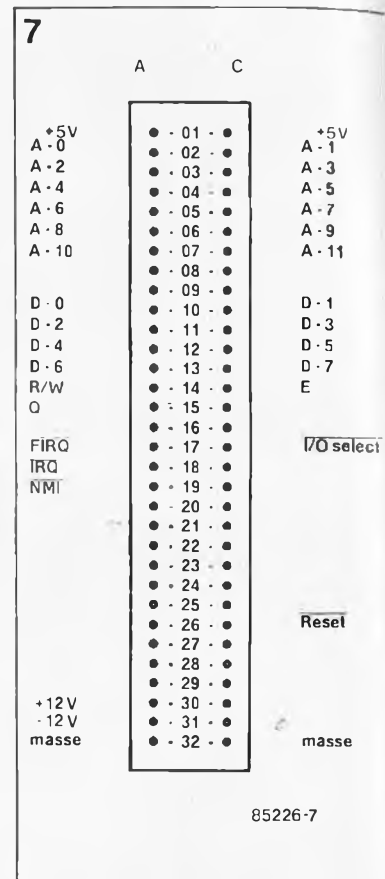 7
A C
+5V 01 +5V
A-0 02 A-1
A-2 03 A-3
A-4 04 A-5
A-6 05 A-7
A-8 06 A-9
A-10 07 A-11
08
09
D-0 10 D-1
D-2 11 D-3
D-4 12 D-5
D-6 13 D-7
R/W 14 E
Q 15
16
FIRQ 17 I/O select
IRQ 18
NMI 19
20
21
22
23
24
25
26 Reset
27
28
29
+12V 30
-12V 31
masse 32 masse
85226-7